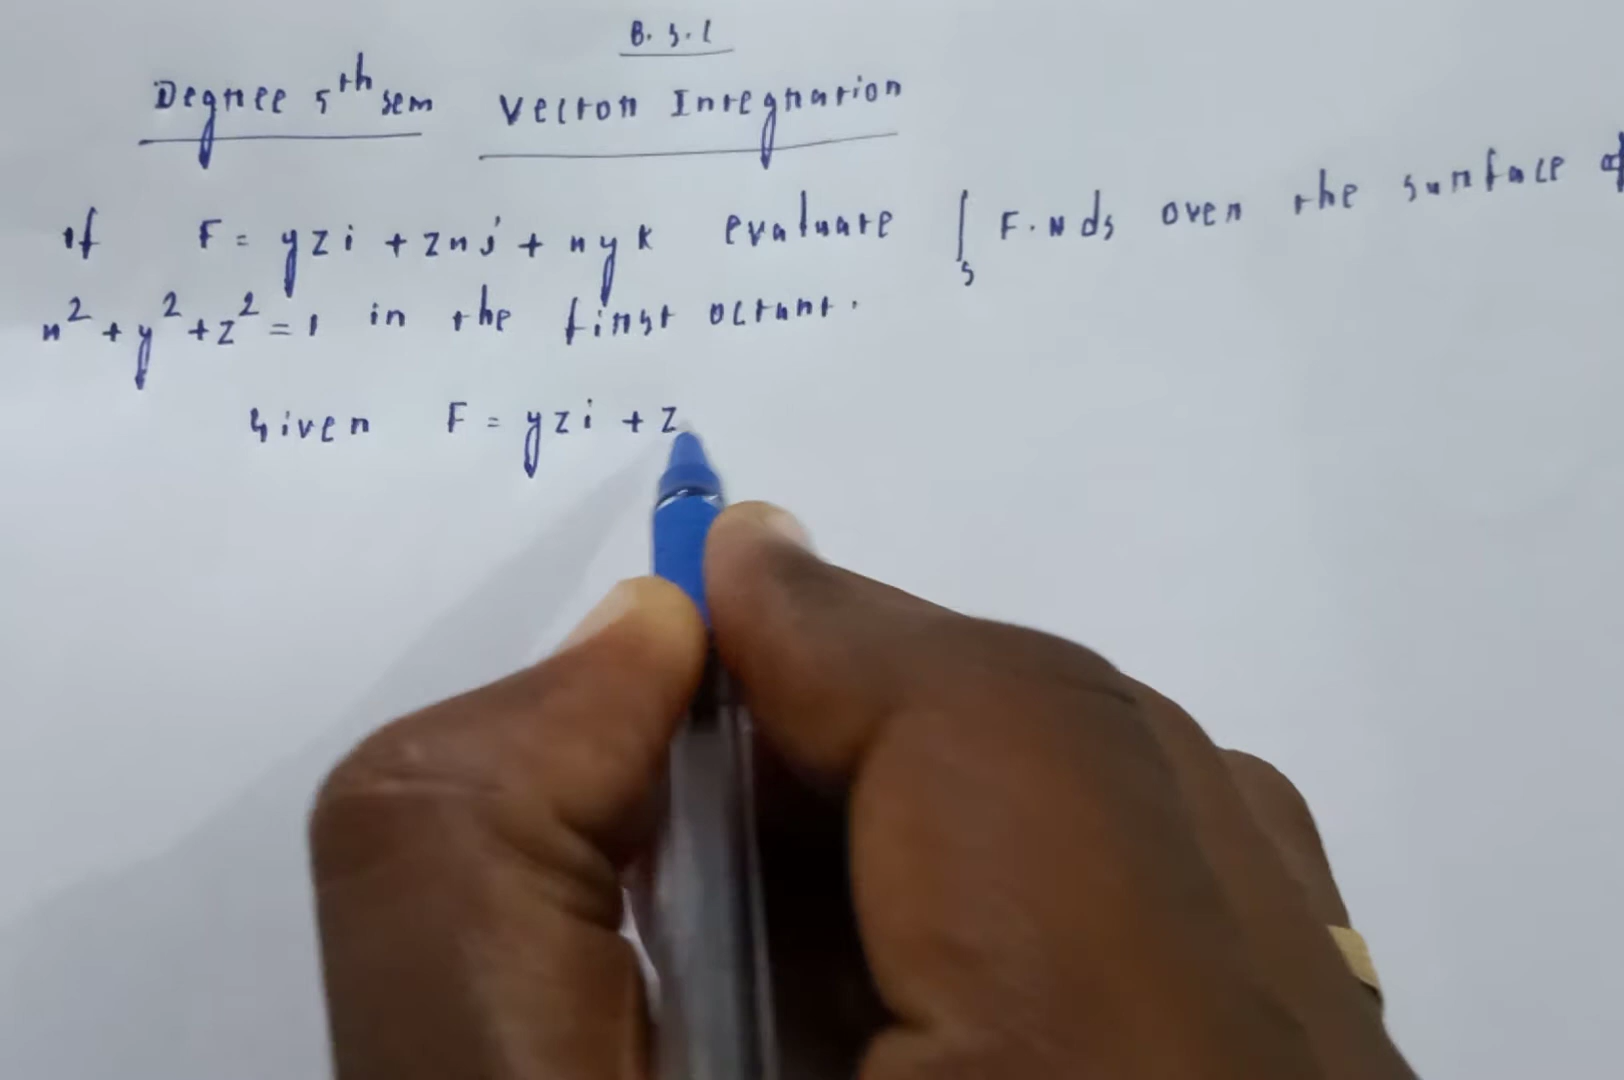 B.S.C
Degree 5th sem Vector Integration
If F = yzi + zxj + xyk evaluate ∫s F.N ds over the surface of
x² + y² + z² = 1 in the first octant.
Given F = yzi + z